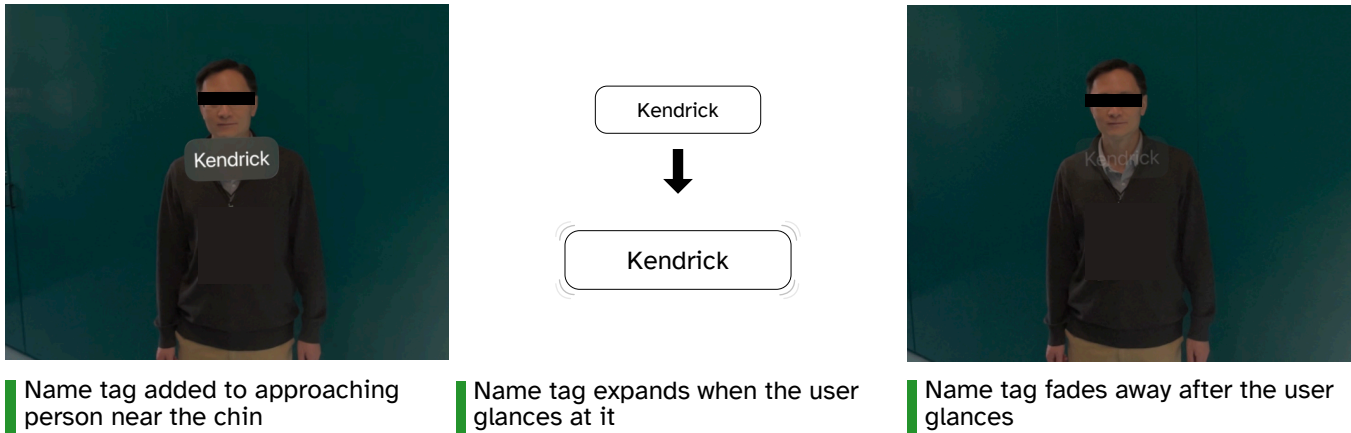 Kendrick
Name tag added to approaching
person near the chin
Kendrick
Kendrick
Name tag expands when the user
glances at it
Kendrick
Name tag fades away after the user
glances